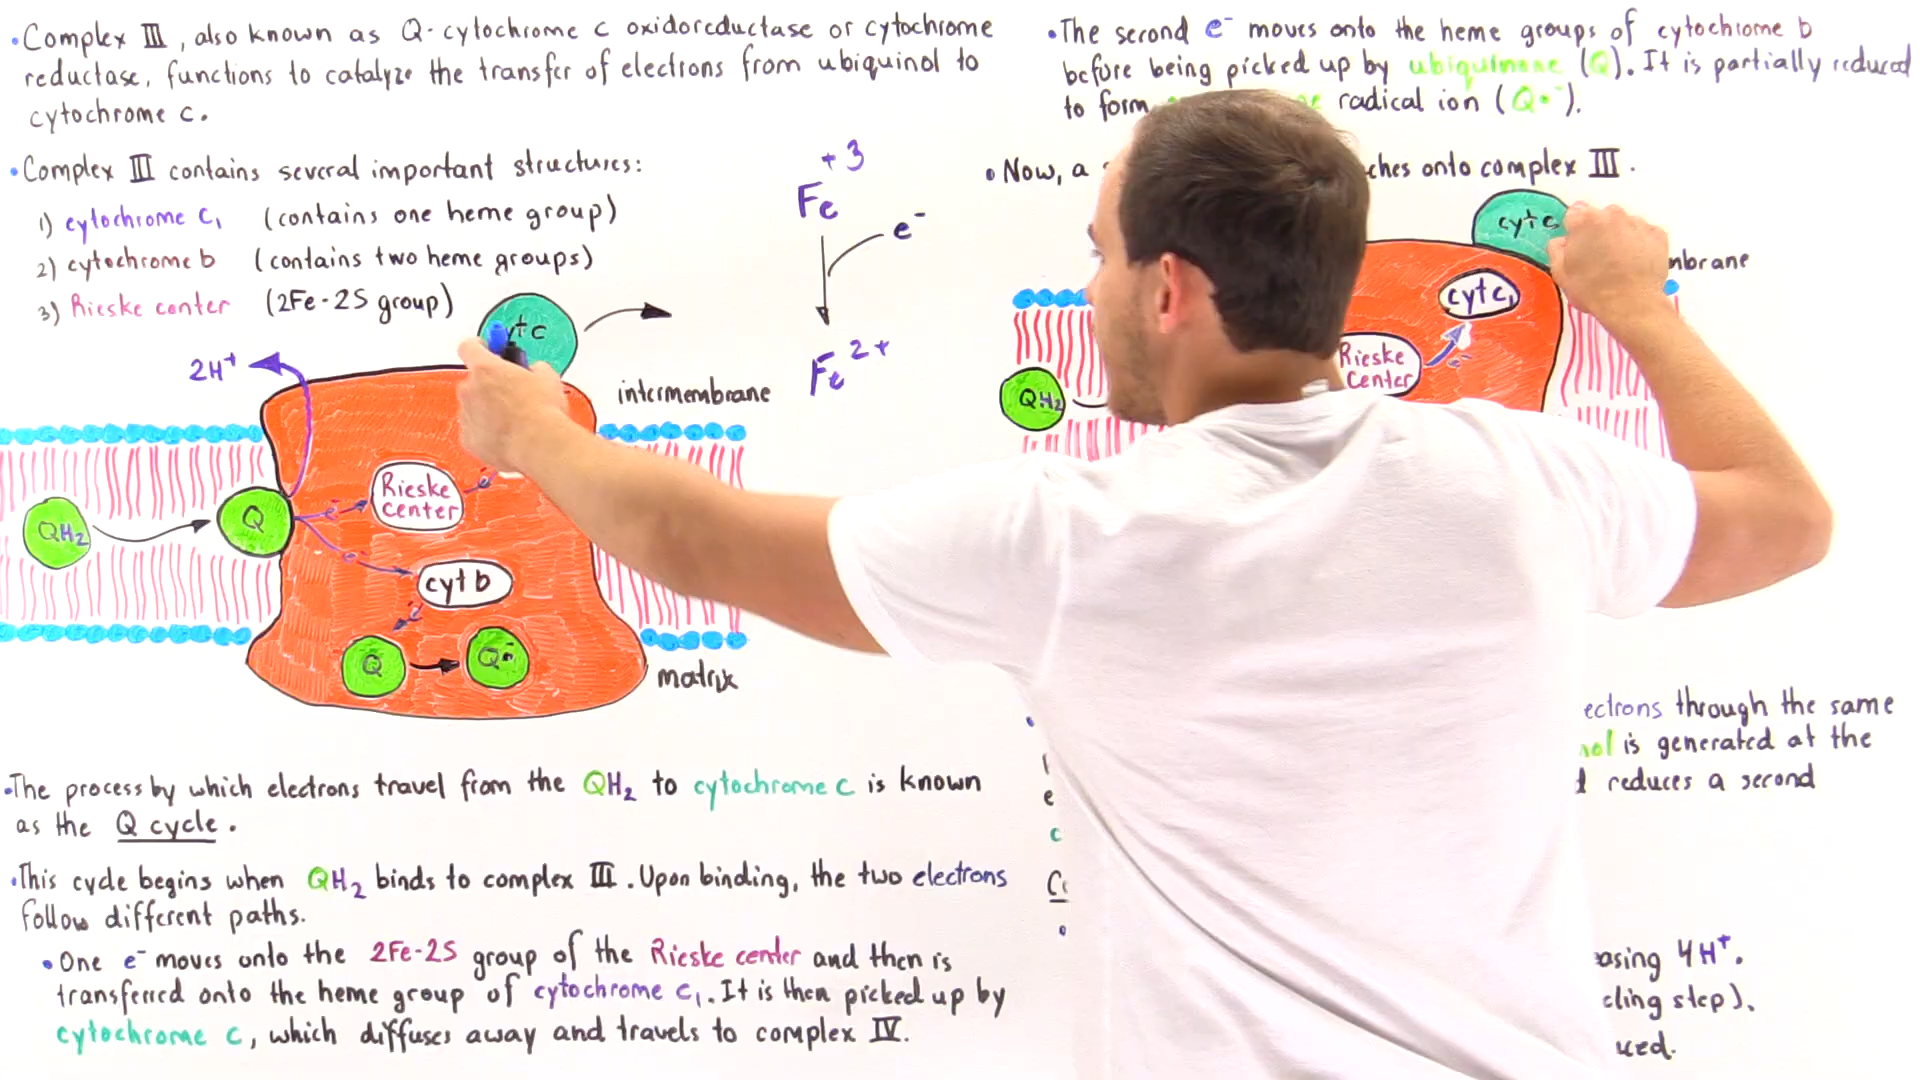 •Complex III, also known as Q-cytochrome c oxidoreductase or cytochrome
reductase, functions to catalyze the transfer of electrons from ubiquinol to
cytochrome c.
•Complex III contains several important structures:
1) cytochrome c₁ (contains one heme group)
2) cytochrome b (contains two heme groups)
3) Rieske center (2Fe-2S group)
+3
Fe
e⁻
Fe 2+
2H⁺
intermembrane
QH₂
Q
Rieske
center
e⁻
e⁻
cyt b
Q
Q•⁻
matrix
•The process by which electrons travel from the QH₂ to cytochrome c is known
as the Q cycle.
•This cycle begins when QH₂ binds to complex III. Upon binding, the two electrons
follow different paths.
•One e⁻ moves onto the 2Fe-2S group of the Rieske center and then is
transferred onto the heme group of cytochrome c₁. It is then picked up by
cytochrome c, which diffuses away and travels to complex IV.
•The second e⁻ moves onto the heme groups of cytochrome b
before being picked up by ubiquinone (Q). It is partially reduced
to form radical ion (Q•⁻).
•Now, a
onto complex III.
cyt c
cyt c₁
Rieske
center
e⁻
QH₂
through the same
is generated at the
reduces a second
4H⁺.
step).